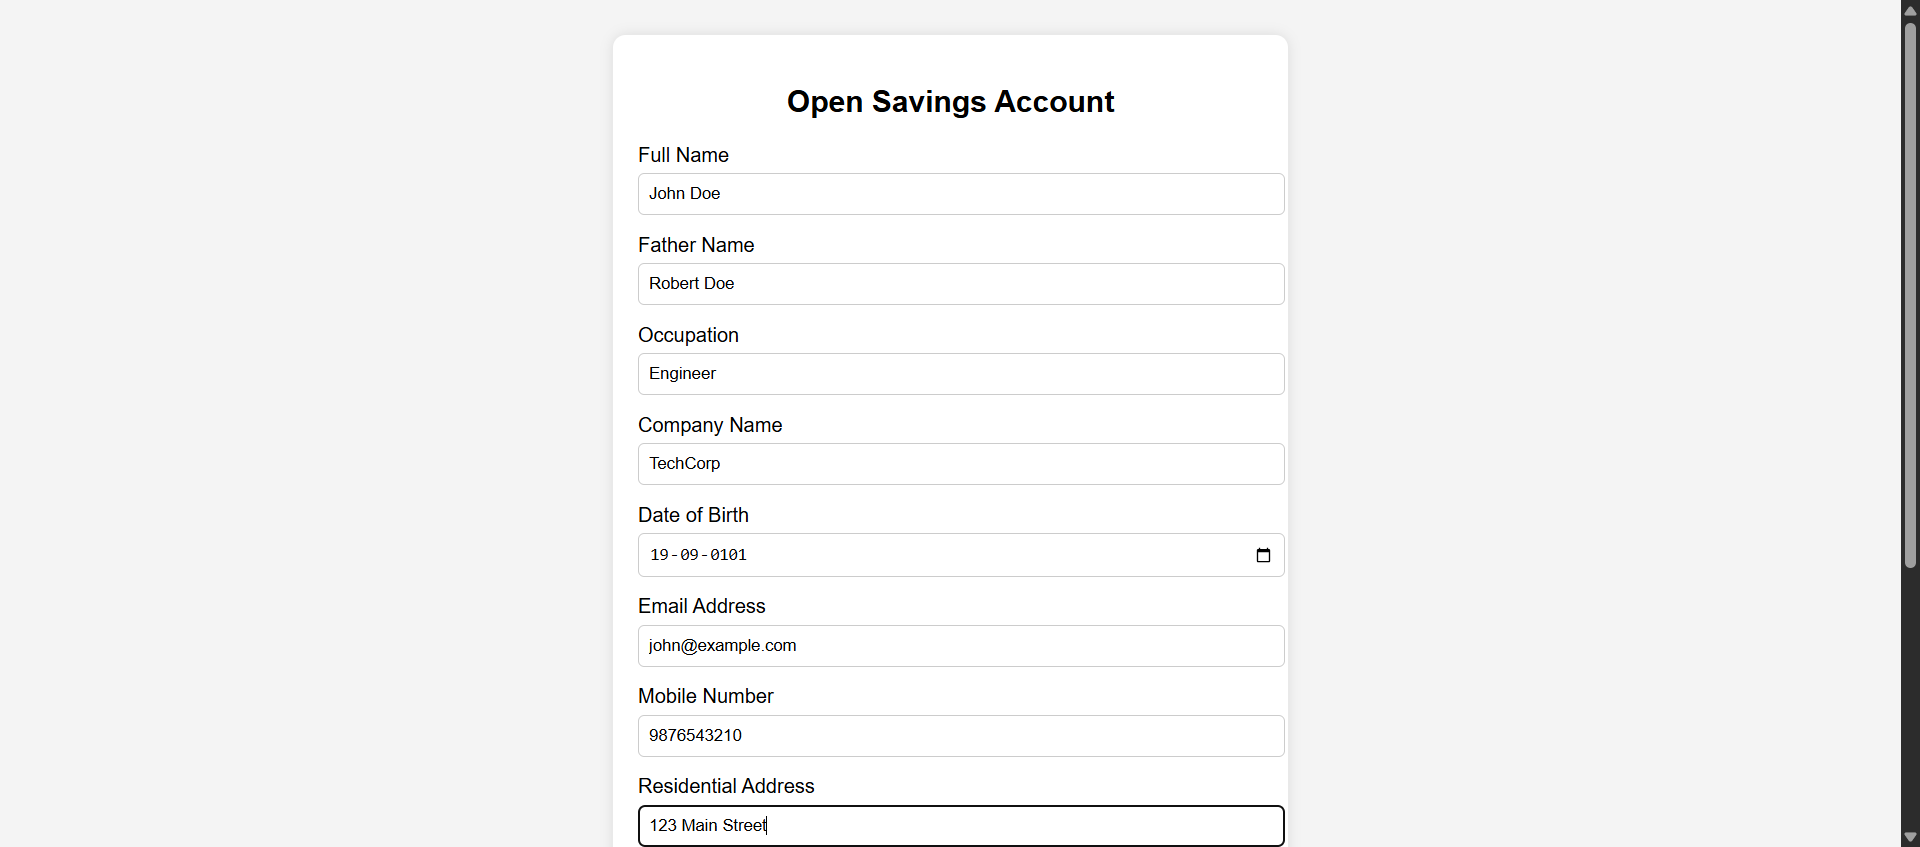 Open Savings Account
Full Name
John Doe
Father Name
Robert Doe
Occupation
Engineer
Company Name
TechCorp
Date of Birth
19-09-0101
Email Address
john@example.com
Mobile Number
9876543210
Residential Address
123 Main Street